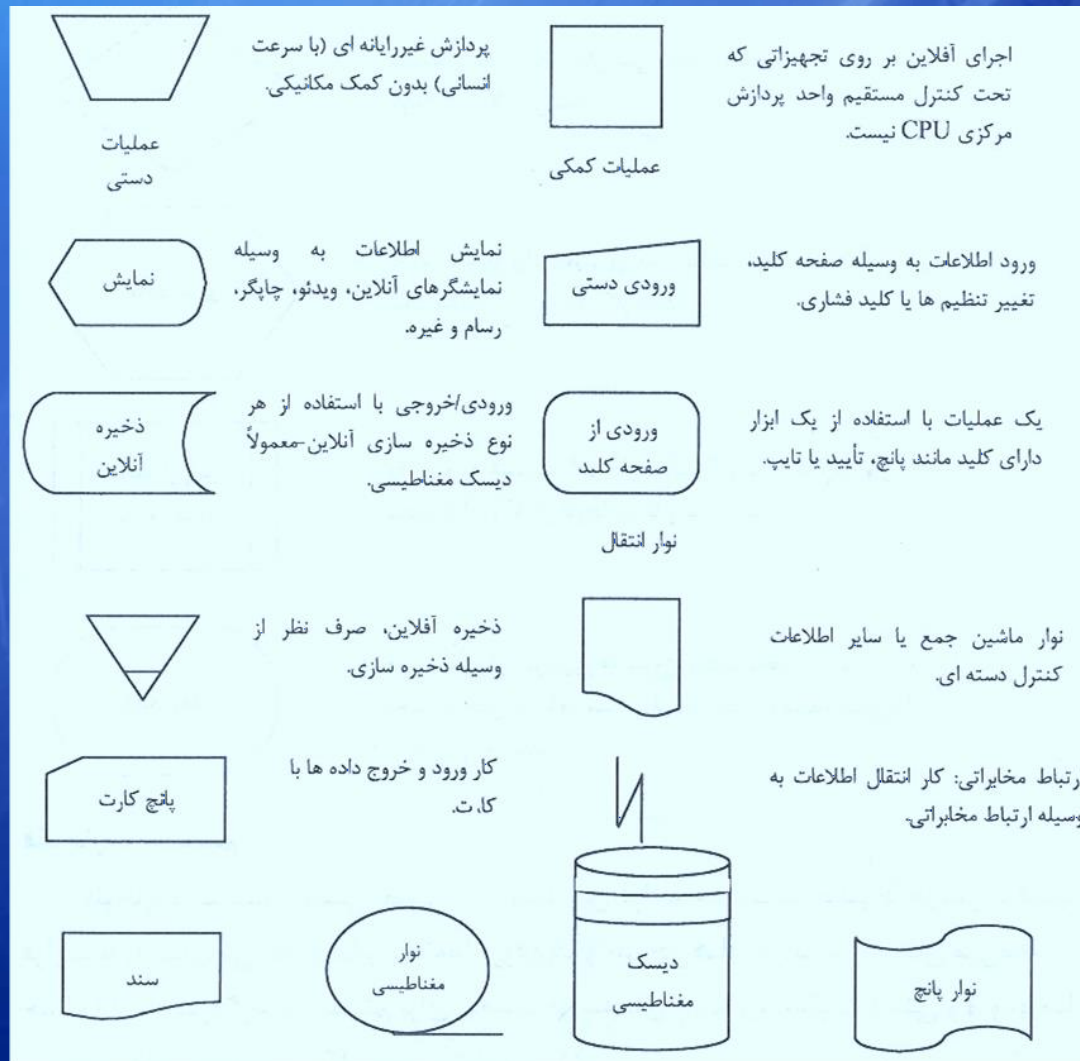 اجرای آفلاین بر روی تجهیزاتی که
تحت کنترل مستقیم واحد پردازش
مرکزی CPU نیست.
عملیات کمکی
پردازش غیررایانه ای (با سرعت
انسانی) بدون کمک مکانیکی.
عملیات
دستی
ورود اطلاعات به وسیله صفحه کلید،
تغییر تنظیم ها یا کلید فشاری.
ورودی دستی
نمایش اطلاعات به وسیله
نمایشگرهای آنلاین، ویدئو، چاپگر،
رسام و غیره.
نمایش
یک عملیات با استفاده از یک ابزار
دارای کلید مانند پانچ، تأیید یا تایپ.
ورودی از
صفحه کلید
ورودی/خروجی با استفاده از هر
نوع ذخیره سازی آنلاین-معمولاً
دیسک مغناطیسی.
ذخیره
آنلاین
نوار انتقال
نوار ماشین جمع یا سایر اطلاعات
کنترل دسته ای.
ذخیره آفلاین، صرف نظر از
وسیله ذخیره سازی.
ارتباط مخابراتی: کار انتقال اطلاعات به
وسیله ارتباط مخابراتی.
کار ورود و خروج داده ها با
کارت.
پانچ کارت
نوار پانچ
دیسک
مغناطیسی
نوار
مغناطیسی
سند